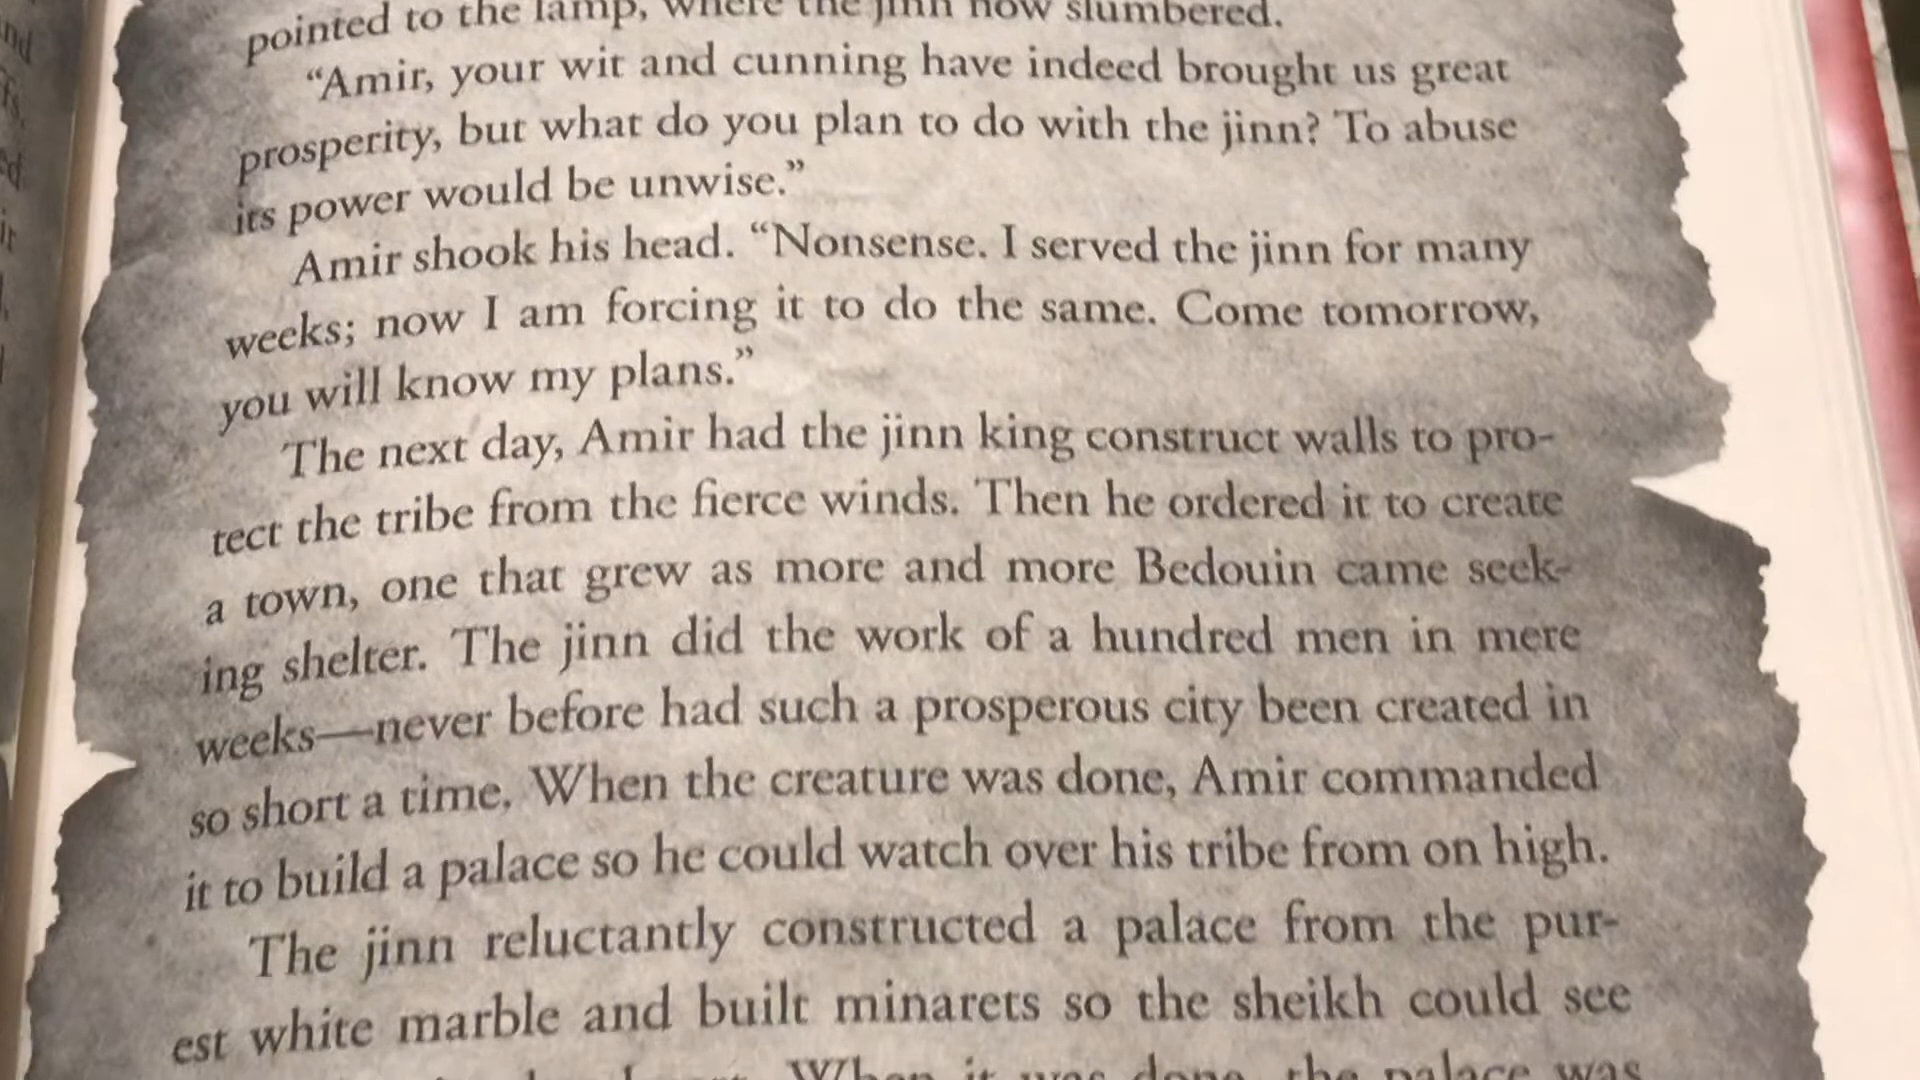 pointed to the lamp, where the jinn now slumbered.
“Amir, your wit and cunning have indeed brought us great
prosperity, but what do you plan to do with the jinn? To abuse
its power would be unwise.”
Amir shook his head. “Nonsense. I served the jinn for many
weeks; now I am forcing it to do the same. Come tomorrow,
you will know my plans.”
The next day, Amir had the jinn king construct walls to pro-
tect the tribe from the fierce winds. Then he ordered it to create
a town, one that grew as more and more Bedouin came seek-
ing shelter. The jinn did the work of a hundred men in mere
weeks—never before had such a prosperous city been created in
so short a time. When the creature was done, Amir commanded
it to build a palace so he could watch over his tribe from on high.
The jinn reluctantly constructed a palace from the pur-
est white marble and built minarets so the sheikh could see
When it was done, the palace was